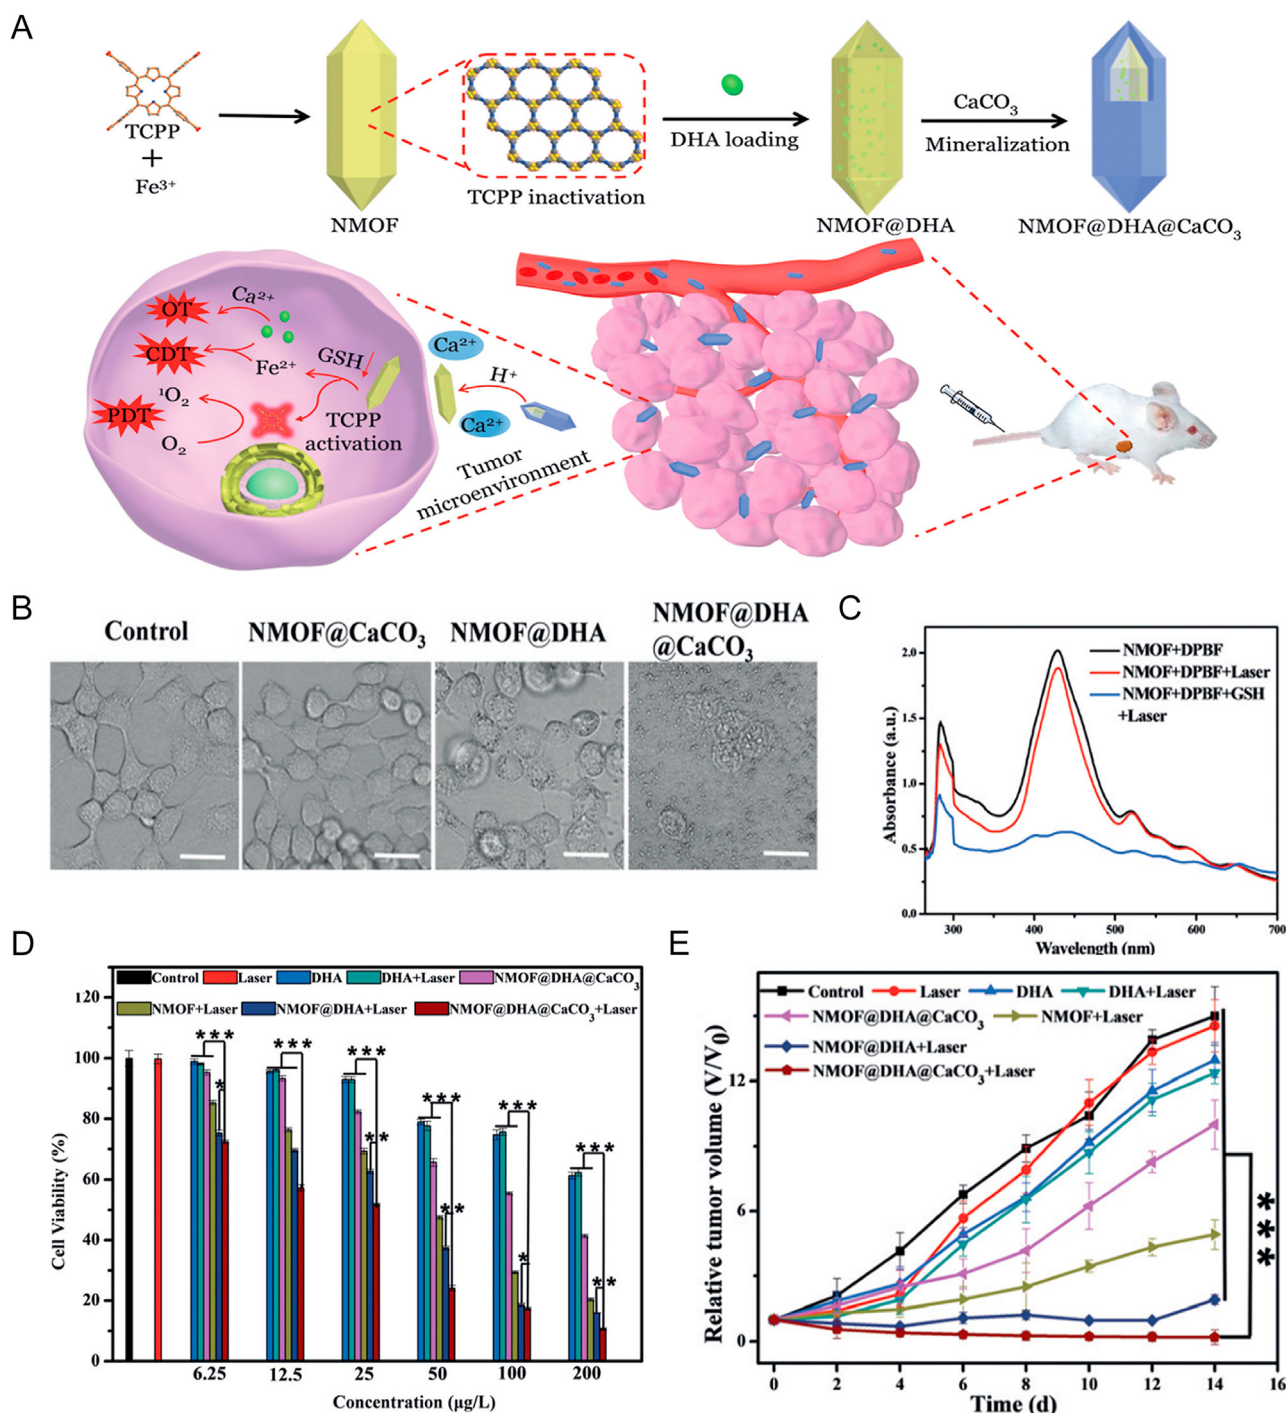 A
TCPP
+
Fe³⁺
NMOF
TCPP inactivation
DHA loading
NMOF@DHA
CaCO₃
Mineralization
NMOF@DHA@CaCO₃
OT
Ca²⁺
CDT
Fe²⁺
GSH
¹O₂
PDT
O₂
TCPP
activation
Ca²⁺
H⁺
Ca²⁺
Tumor
microenvironment
B
Control
NMOF@CaCO₃
NMOF@DHA
NMOF@DHA
@CaCO₃
C
Absorbance (a.u.)
2.0
1.5
1.0
0.5
0.0
NMOF+DPBF
NMOF+DPBF+Laser
NMOF+DPBF+GSH
+Laser
300 400 500 600 700
Wavelength (nm)
D
Cell Viability (%)
120
100
80
60
40
20
0
Control Laser DHA DHA+Laser NMOF@DHA@CaCO₃
NMOF+Laser NMOF@DHA+Laser NMOF@DHA@CaCO₃+Laser
*** *** *** *** *** ***
* ** ** * **
6.25 12.5 25 50 100 200
Concentration (μg/L)
E
Relative tumor volume (V/V₀)
12
6
0
Control Laser DHA DHA+Laser
NMOF@DHA@CaCO₃ NMOF+Laser
NMOF@DHA+Laser
NMOF@DHA@CaCO₃+Laser
***
0 2 4 6 8 10 12 14 16
Time (d)